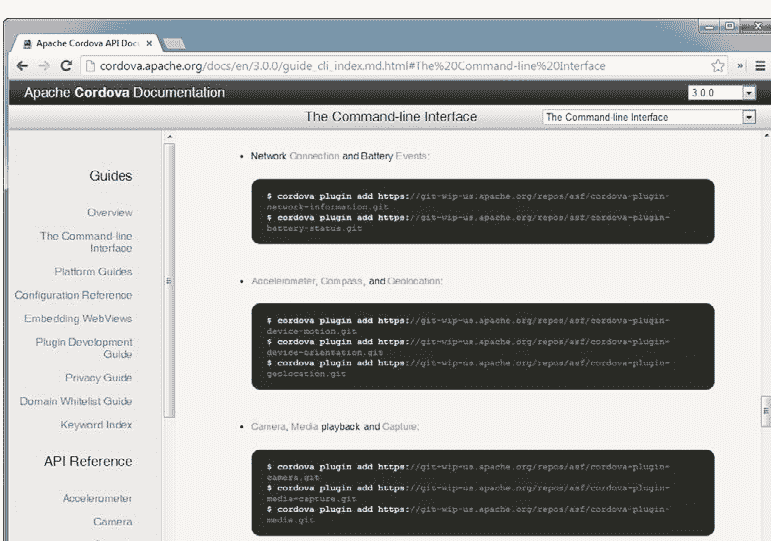 Apache Cordova API Doc:
cordova.apache.org/docs/en/3.0.0/guide_cli_index.md.html#The%20Command-line%20Interface
Apache Cordova Documentation
3.0.0
The Command-line Interface
The Command-line Interface
Guides
Overview
The Command-line
Interface
Platform Guides
Configuration Reference
Embedding WebViews
Plugin Development
Guide
Privacy Guide
Domain Whitelist Guide
Keyword Index
API Reference
Accelerometer
Camera
• Network Connection and Battery Events:
$ cordova plugin add https://git-wip-us.apache.org/repos/asf/cordova-plugin-
network-information.git
$ cordova plugin add https://git-wip-us.apache.org/repos/asf/cordova-plugin-
battery-status.git
• Accelerometer, Compass, and Geolocation:
$ cordova plugin add https://git-wip-us.apache.org/repos/asf/cordova-plugin-
device-motion.git
$ cordova plugin add https://git-wip-us.apache.org/repos/asf/cordova-plugin-
device-orientation.git
$ cordova plugin add https://git-wip-us.apache.org/repos/asf/cordova-plugin-
geolocation.git
• Camera, Media playback and Capture:
$ cordova plugin add https://git-wip-us.apache.org/repos/asf/cordova-plugin-
camera.git
$ cordova plugin add https://git-wip-us.apache.org/repos/asf/cordova-plugin-
media-capture.git
$ cordova plugin add https://git-wip-us.apache.org/repos/asf/cordova-plugin-
media.git